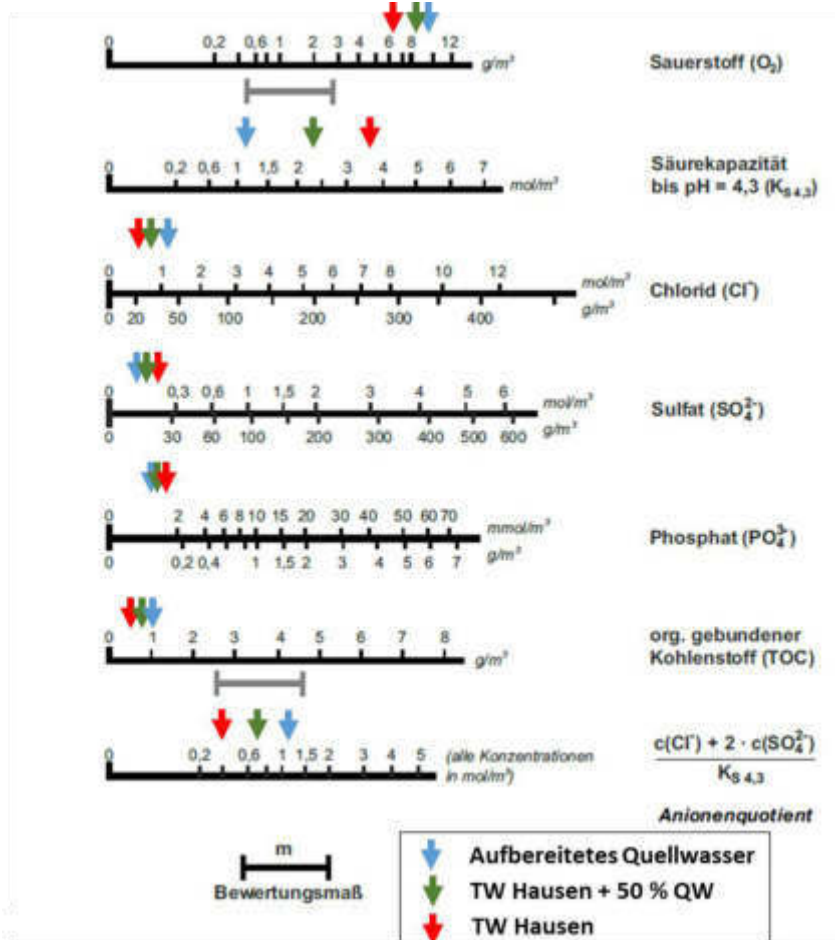 0 0,2 0,6 1 2 3 4 6 8 12
g/m³
Sauerstoff (O₂)
0 0,2 0,6 1 1,5 2 3 4 5 6 7
mol/m³
Säurekapazität
bis pH = 4,3 (K_S 4,3)
0 1 2 3 4 5 6 7 8 10 12
mol/m³
Chlorid (Cl⁻)
g/m³
0 20 50 100 200 300 400
0 0,3 0,6 1 1,5 2 3 4 5 6
mol/m³
Sulfat (SO₄²⁻)
g/m³
0 30 60 100 200 300 400 500 600
0 2 4 6 8 10 15 20 30 40 50 60 70
mmol/m³
Phosphat (PO₄³⁻)
g/m³
0,2 0,4 1 1,5 2 3 4 5 6 7
0 1 2 3 4 5 6 7 8
g/m³
org. gebundener
Kohlenstoff (TOC)
0 0,2 0,6 1 1,5 2 3 4 5
(alle Konzentrationen
in mol/m³)
c(Cl⁻) + 2 · c(SO₄²⁻)
K_S 4,3
Anionenquotient
m
Bewertungsmaß
Aufbereitetes Quellwasser
TW Hausen + 50 % QW
TW Hausen